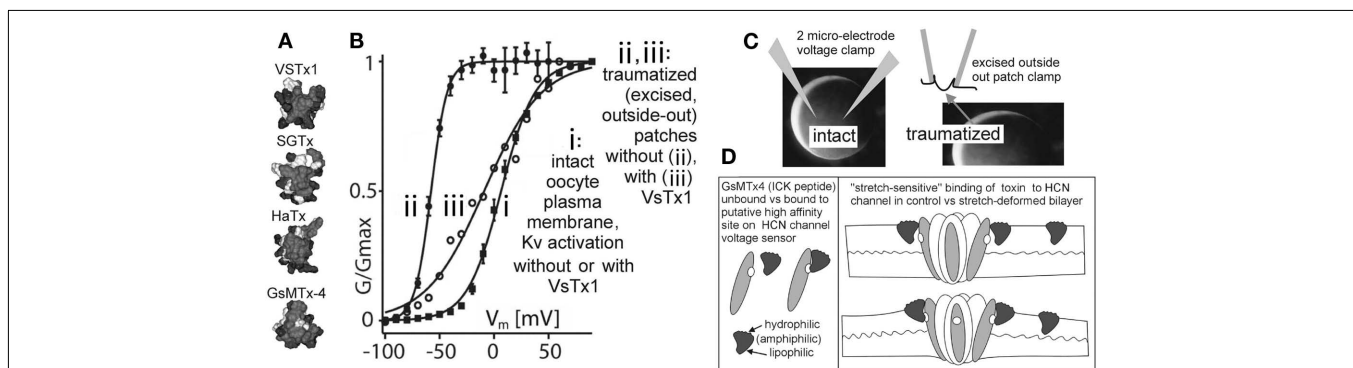 A
VSTx1
SGTx
HaTx
GsMTx-4
B
1
0.5
0
G/Gmax
-100
-50
0
50
Vm [mV]
ii
iii
i
ii,iii:
traumatized
(excised,
outside-out)
patches
without (ii),
with (iii)
VsTx1
i:
intact
oocyte
plasma
membrane,
Kv activation
without or with
VsTx1
C
2 micro-electrode
voltage clamp
intact
excised outside
out patch clamp
traumatized
D
GsMTx4 (ICK peptide)
unbound vs bound to
putative high affinity
site on HCN channel
voltage sensor
hydrophilic
(amphiphilic)
lipophilic
"stretch-sensitive" binding of toxin to HCN
channel in control vs stretch-deformed bilayer